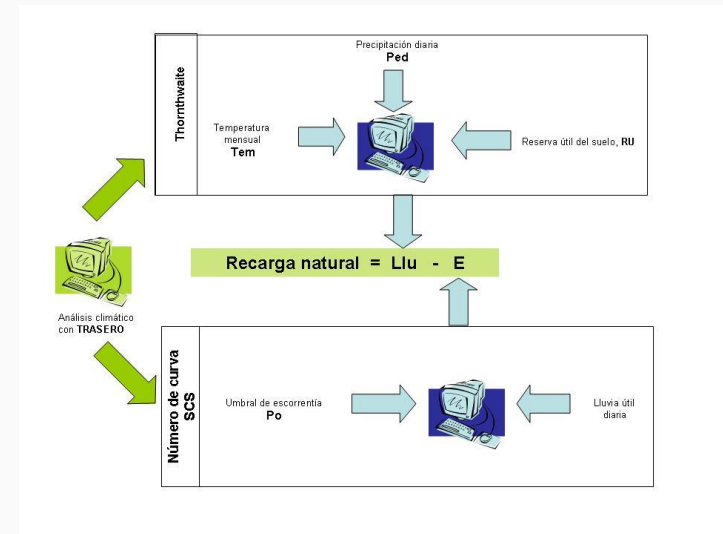 Thornthwaite
Precipitación diaria
Ped
Temperatura
mensual
Tem
Reserva útil del suelo, RU
Recarga natural = Llu - E
Análisis climático
con TRASERO
Número de curva
SCS
Umbral de escorrentía
Po
Lluvia útil
diaria